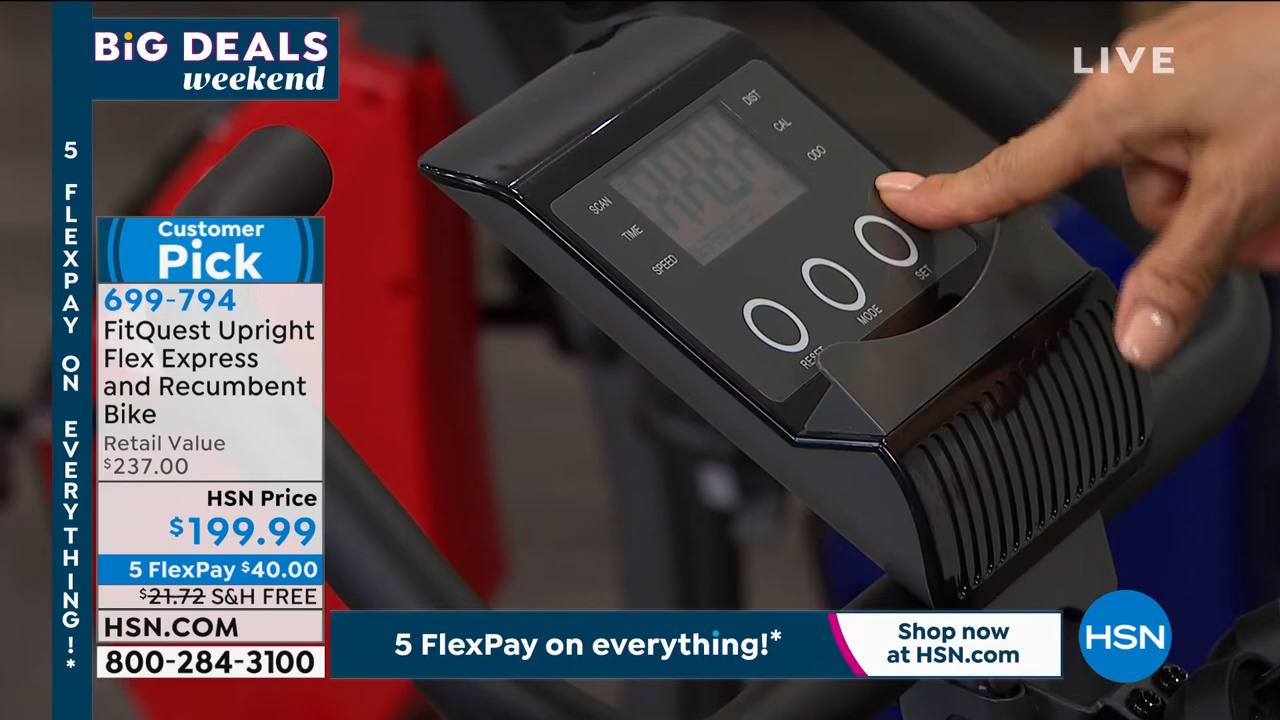 BiG DEALS
weekend
LIVE
5 FLEXPAY ON EVERYTHING!*
Customer
Pick
699-794
FitQuest Upright
Flex Express
and Recumbent
Bike
Retail Value
$237.00
HSN Price
$199.99
5 FlexPay $40.00
$21.72 S&H FREE
HSN.COM
800-284-3100
DIST
CAL
ODO
SCAN
TIME
SPEED
SET
MODE
RESET
5 FlexPay on everything!*
Shop now
at HSN.com
HSN